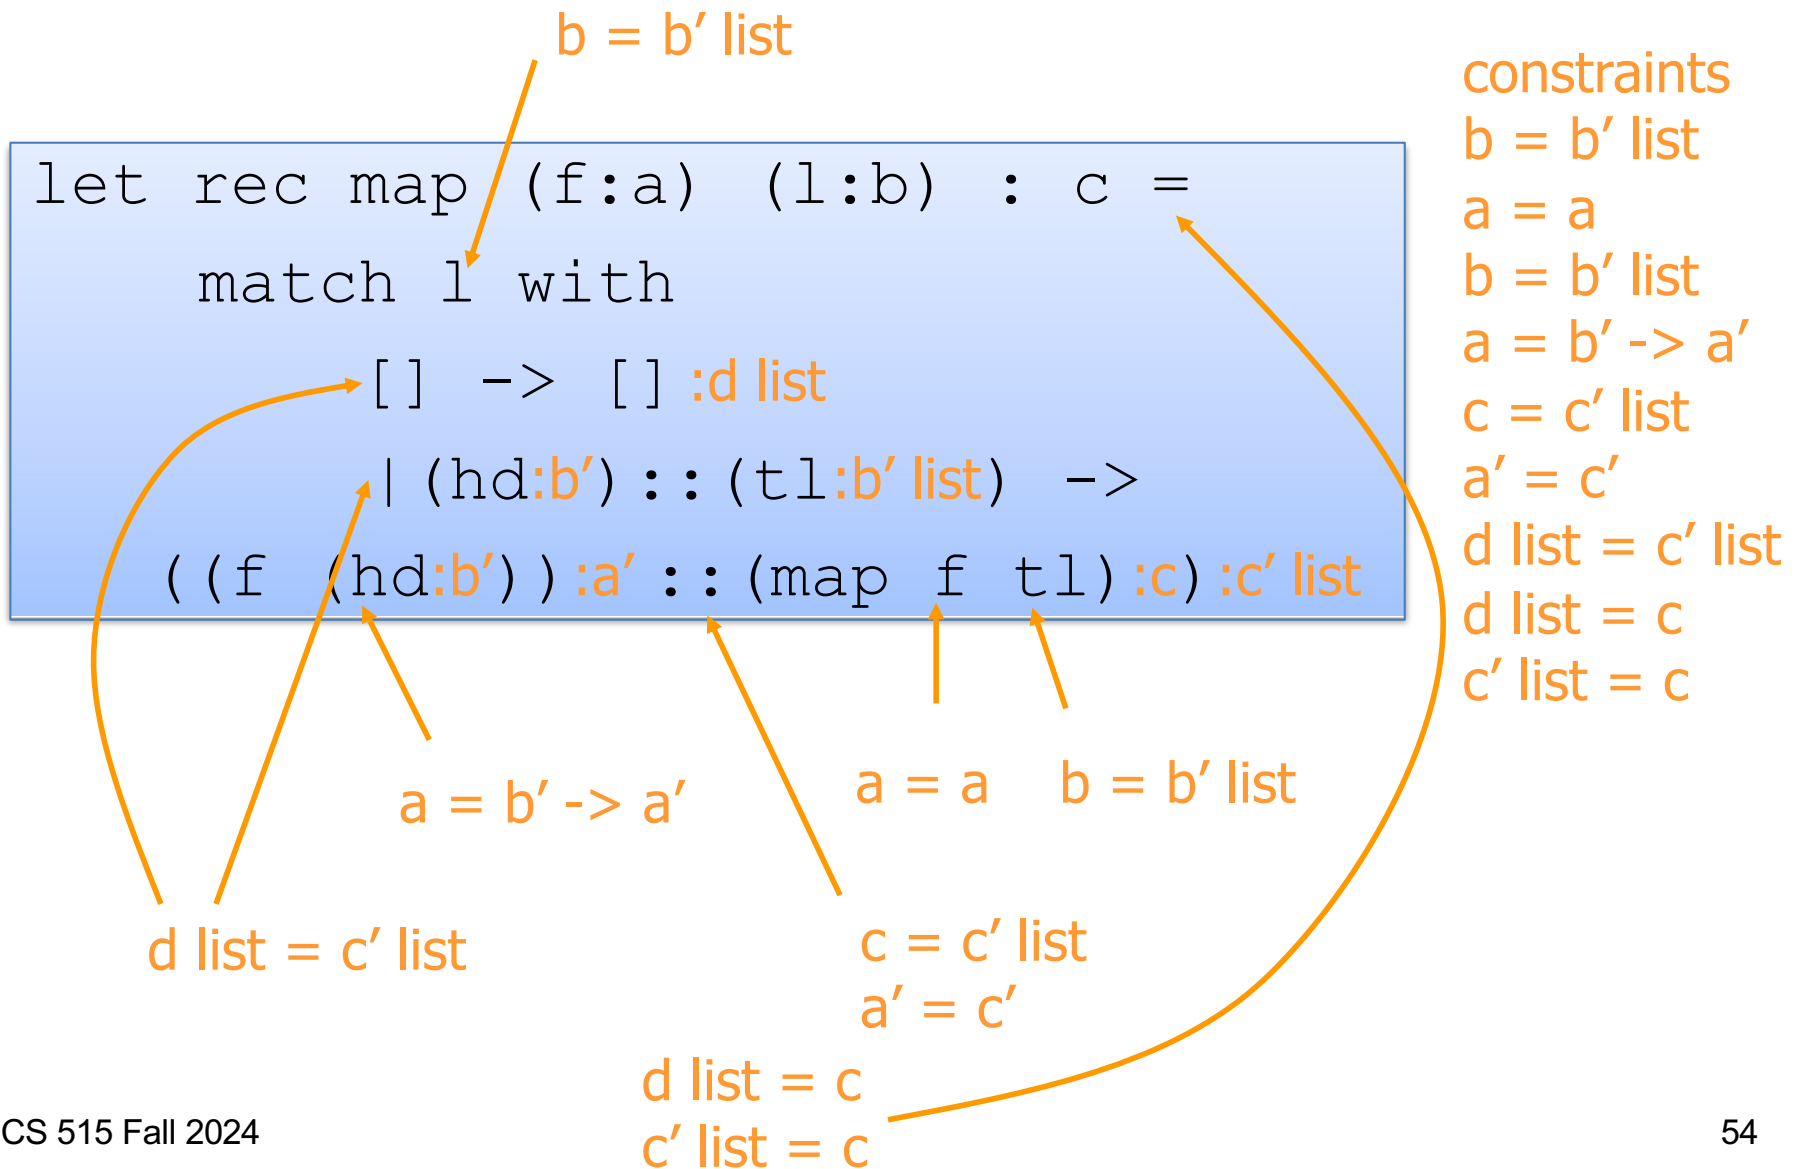 b = b′ list
let rec map (f:a) (l:b) : c =
match l with
[] -> [] :d list
|(hd:b′)::(tl:b′ list) ->
((f (hd:b′)):a′ ::(map f tl):c):c′ list
a = b′ -> a′
a = a
b = b′ list
d list = c′ list
c = c′ list
a′ = c′
d list = c
c′ list = c
constraints
b = b′ list
a = a
b = b′ list
a = b′ -> a′
c = c′ list
a′ = c′
d list = c′ list
d list = c
c′ list = c
CS 515 Fall 2024
54